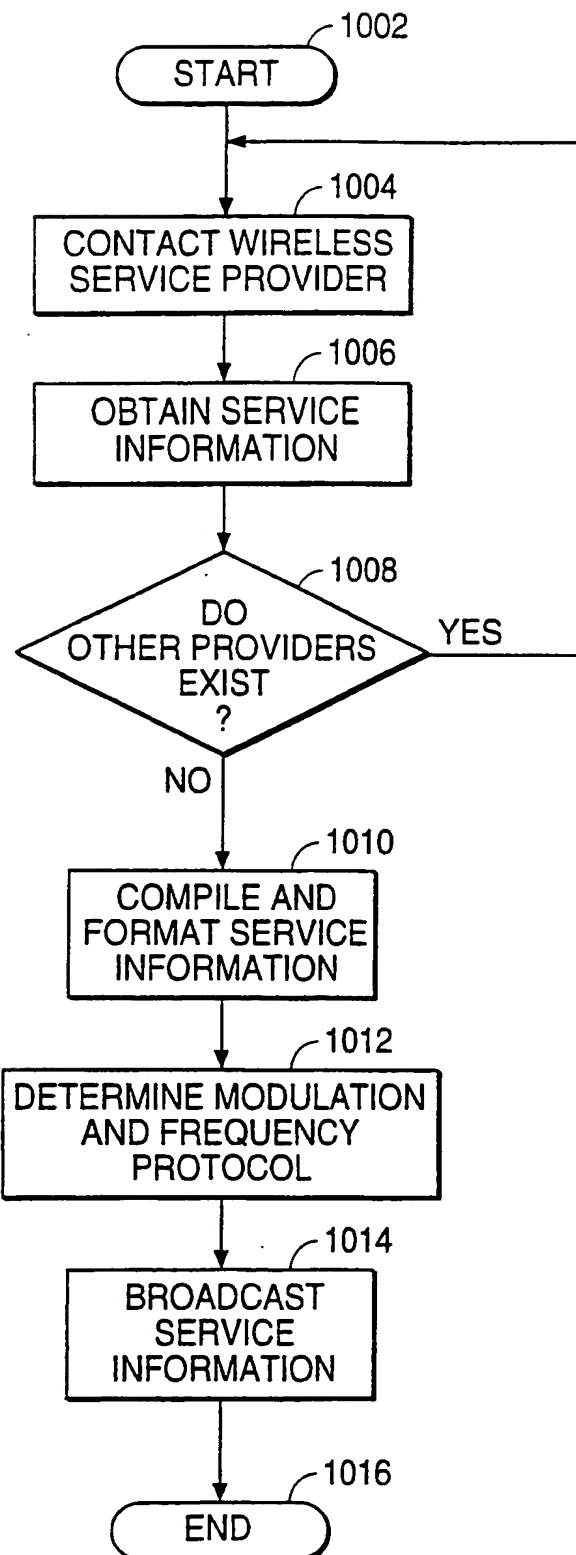 1002
START
1004
CONTACT WIRELESS
SERVICE PROVIDER
1006
OBTAIN SERVICE
INFORMATION
1008
DO
OTHER PROVIDERS
EXIST
?
YES
NO
1010
COMPILE AND
FORMAT SERVICE
INFORMATION
1012
DETERMINE MODULATION
AND FREQUENCY
PROTOCOL
1014
BROADCAST
SERVICE
INFORMATION
1016
END